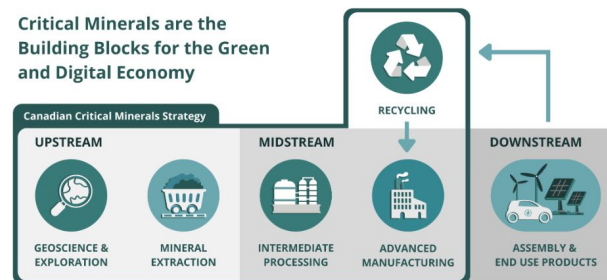 Critical Minerals are the
Building Blocks for the Green
and Digital Economy
RECYCLING
Canadian Critical Minerals Strategy
UPSTREAM
MIDSTREAM
DOWNSTREAM
GEOSCIENCE &
EXPLORATION
MINERAL
EXTRACTION
INTERMEDIATE
PROCESSING
ADVANCED
MANUFACTURING
ASSEMBLY &
END USE PRODUCTS